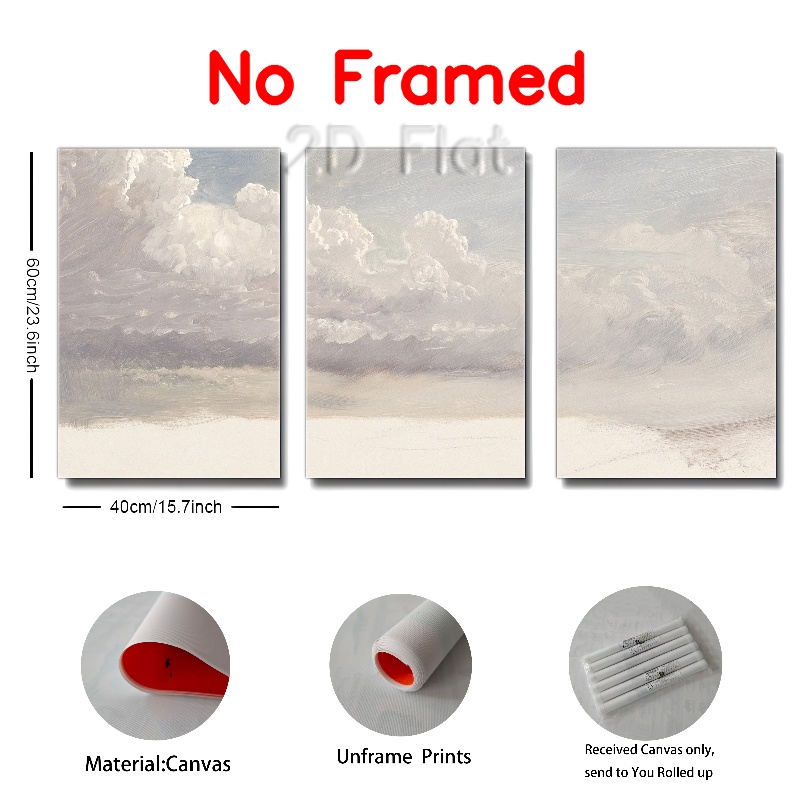 No Framed
2D Flat
60cm/23.6inch
40cm/15.7inch
Material:Canvas
Unframe Prints
Received Canvas only,
send to You Rolled up